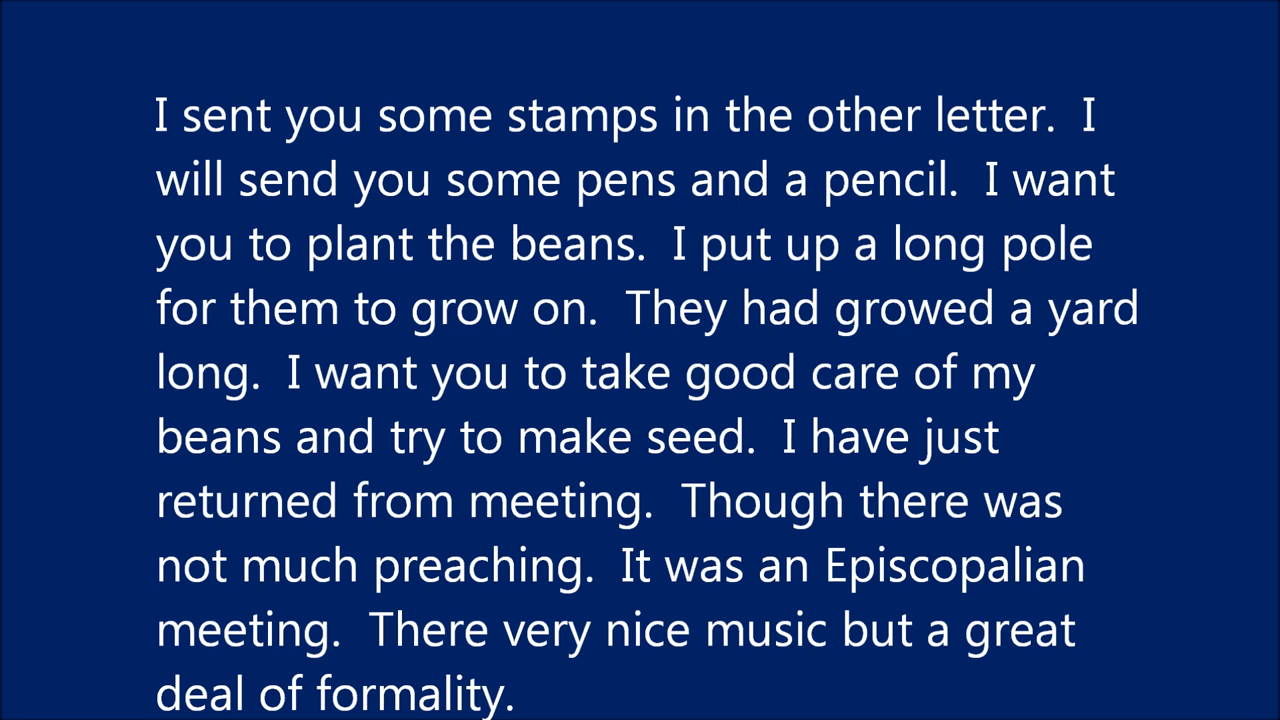 I sent you some stamps in the other letter.  I
will send you some pens and a pencil.  I want
you to plant the beans.  I put up a long pole
for them to grow on.  They had growed a yard
long.  I want you to take good care of my
beans and try to make seed.  I have just
returned from meeting.  Though there was
not much preaching.  It was an Episcopalian
meeting.  There very nice music but a great
deal of formality.